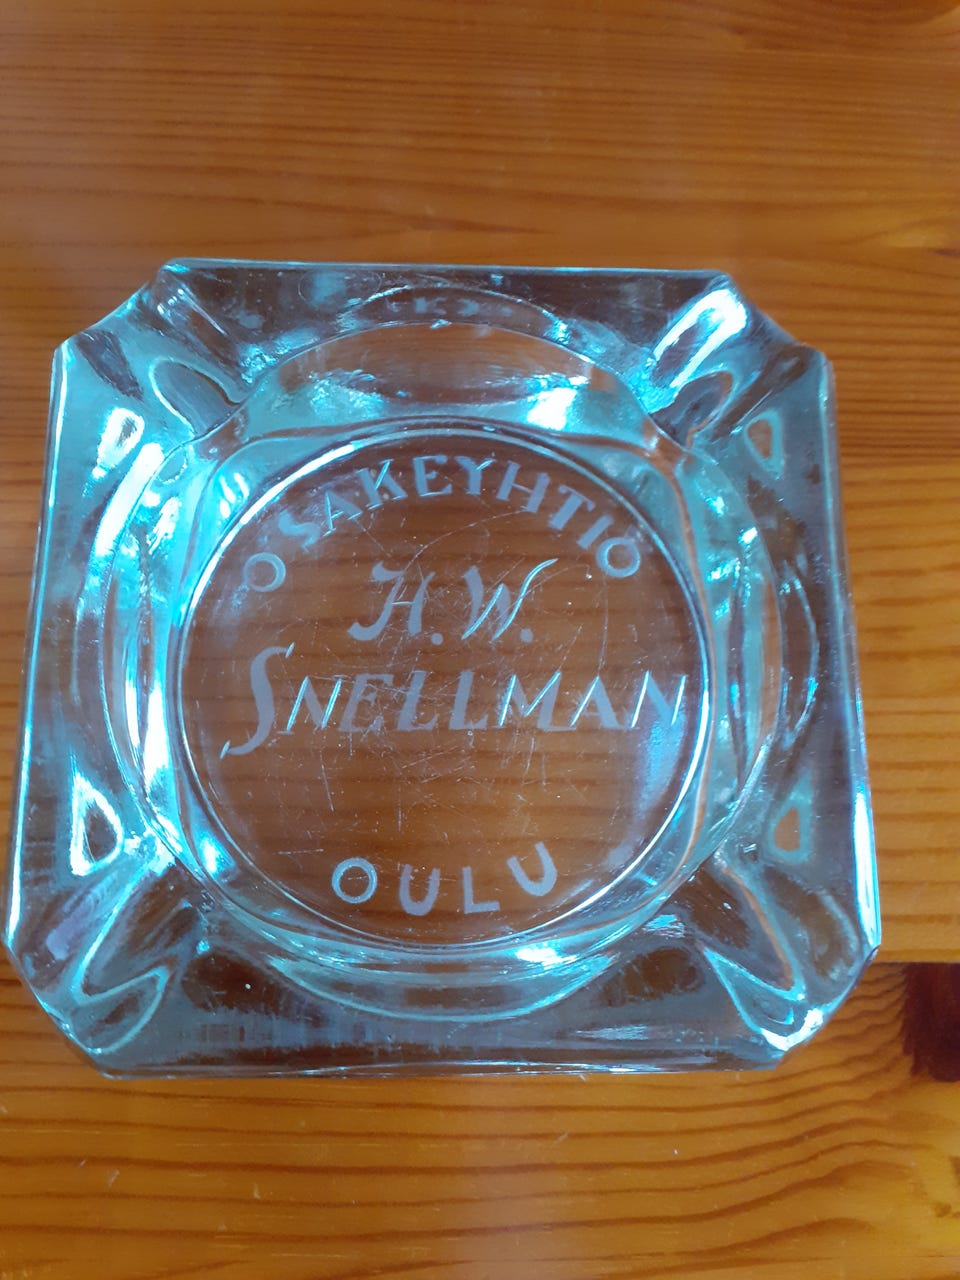 OSAKEYHTIÖ
H.W.
SNELLMAN
OULU